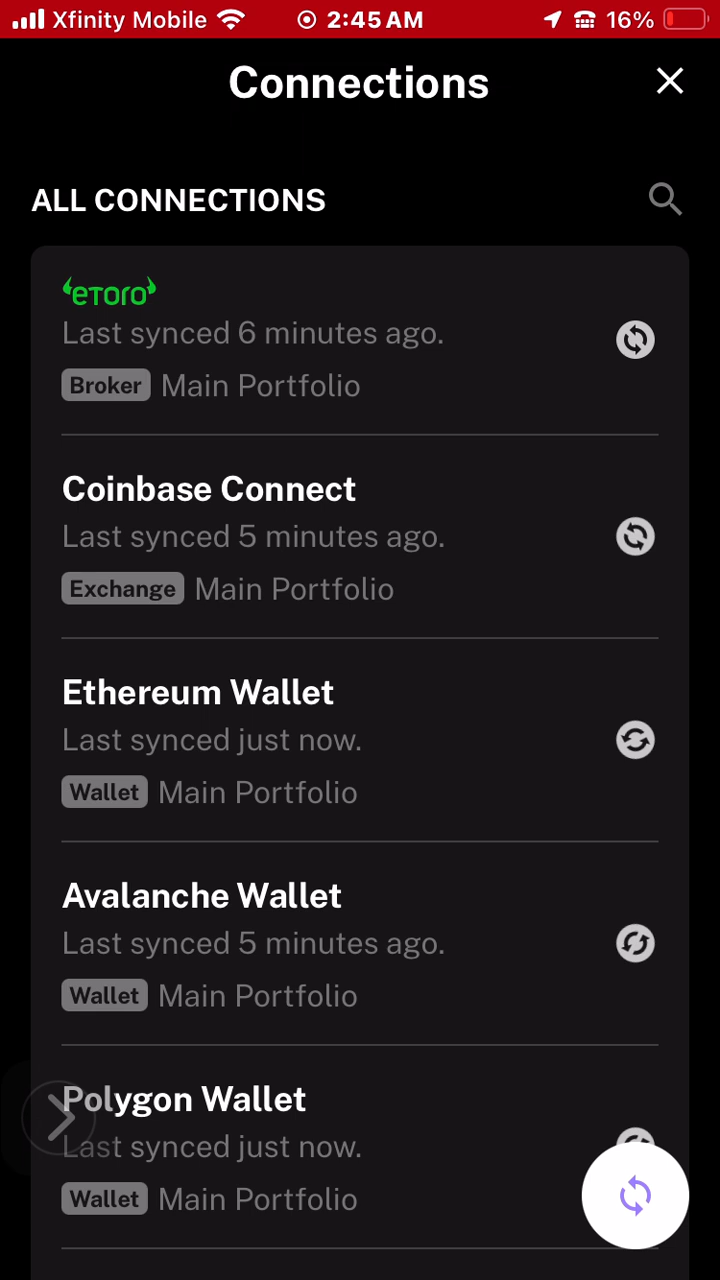 Xfinity Mobile 2:45 AM 16%
Connections
ALL CONNECTIONS
eToro
Last synced 6 minutes ago.
Broker Main Portfolio
Coinbase Connect
Last synced 5 minutes ago.
Exchange Main Portfolio
Ethereum Wallet
Last synced just now.
Wallet Main Portfolio
Avalanche Wallet
Last synced 5 minutes ago.
Wallet Main Portfolio
Polygon Wallet
Last synced just now.
Wallet Main Portfolio